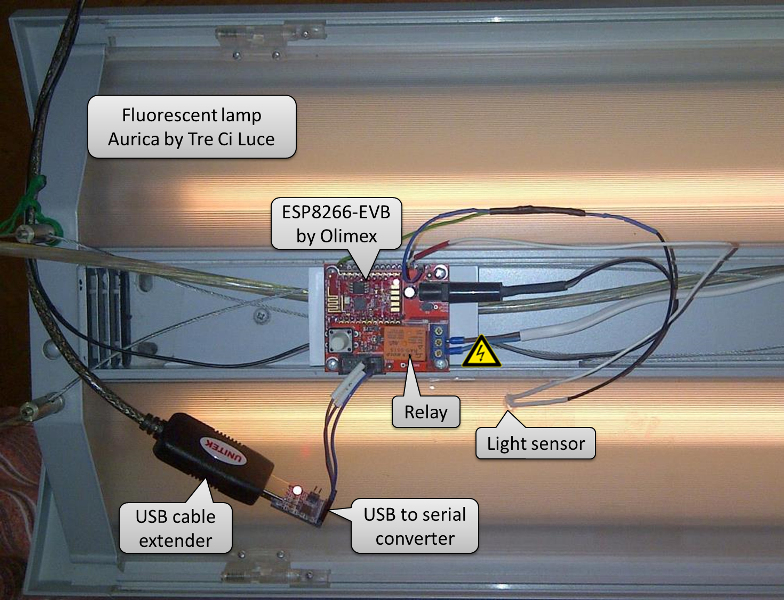 Fluorescent lamp
Aurica by Tre Ci Luce
ESP8266-EVB
by Olimex
Relay
Light sensor
UNITEK
USB cable
extender
USB to serial
converter